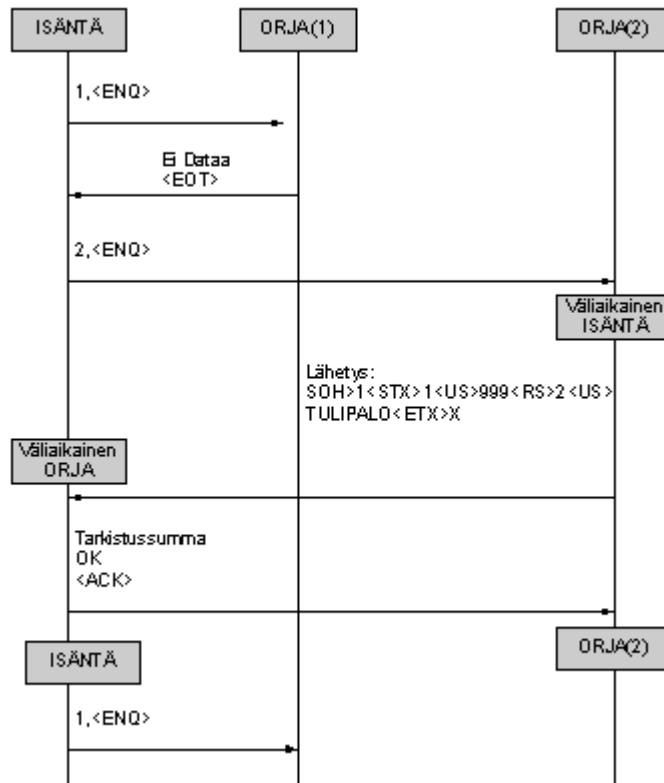 ISÄNTÄ
ORJA(1)
ORJA(2)
1,<ENQ>
Ei Dataa
<EOT>
2,<ENQ>
Väliaikainen
ISÄNTÄ
Lähetys:
SOH>1<STX>1<US>999<RS>2<US>
TULIPALO<ETX>X
Väliaikainen
ORJA
Tarkistussumma
OK
<ACK>
ORJA(2)
ISÄNTÄ
1,<ENQ>